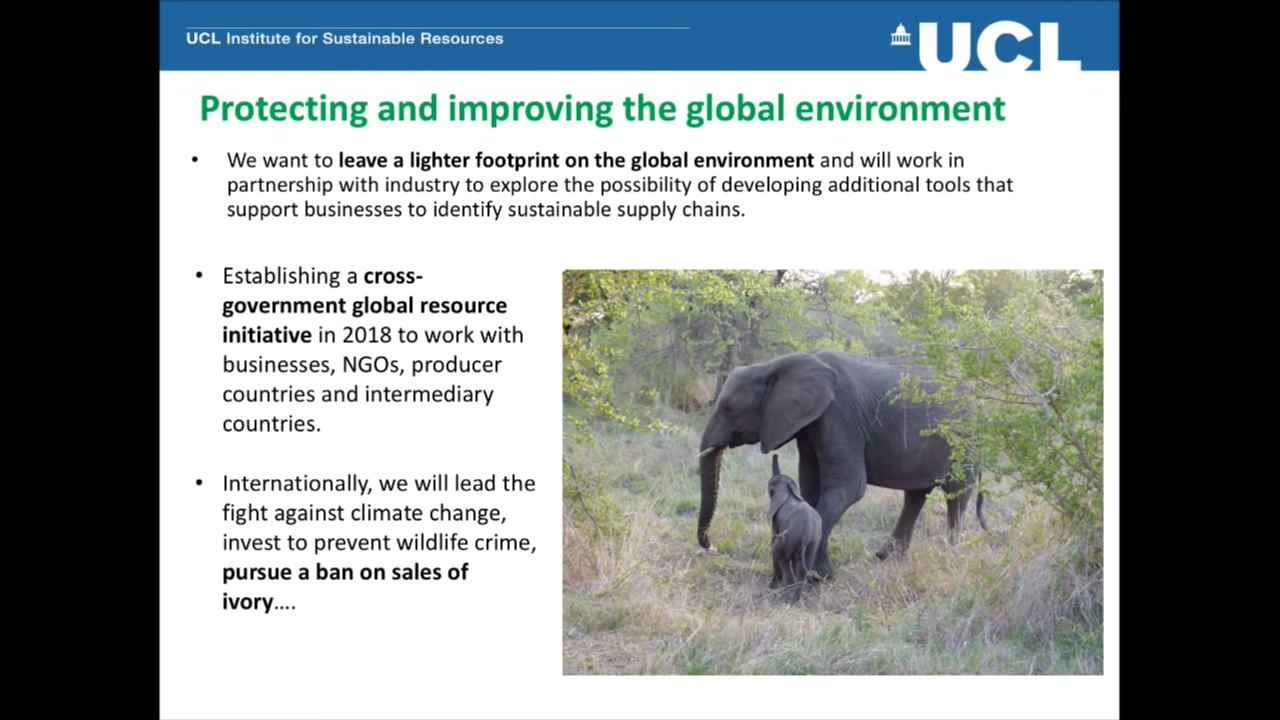 UCL Institute for Sustainable Resources
UCL
Protecting and improving the global environment
• We want to leave a lighter footprint on the global environment and will work in
partnership with industry to explore the possibility of developing additional tools that
support businesses to identify sustainable supply chains.
• Establishing a cross-
government global resource
initiative in 2018 to work with
businesses, NGOs, producer
countries and intermediary
countries.
• Internationally, we will lead the
fight against climate change,
invest to prevent wildlife crime,
pursue a ban on sales of
ivory....